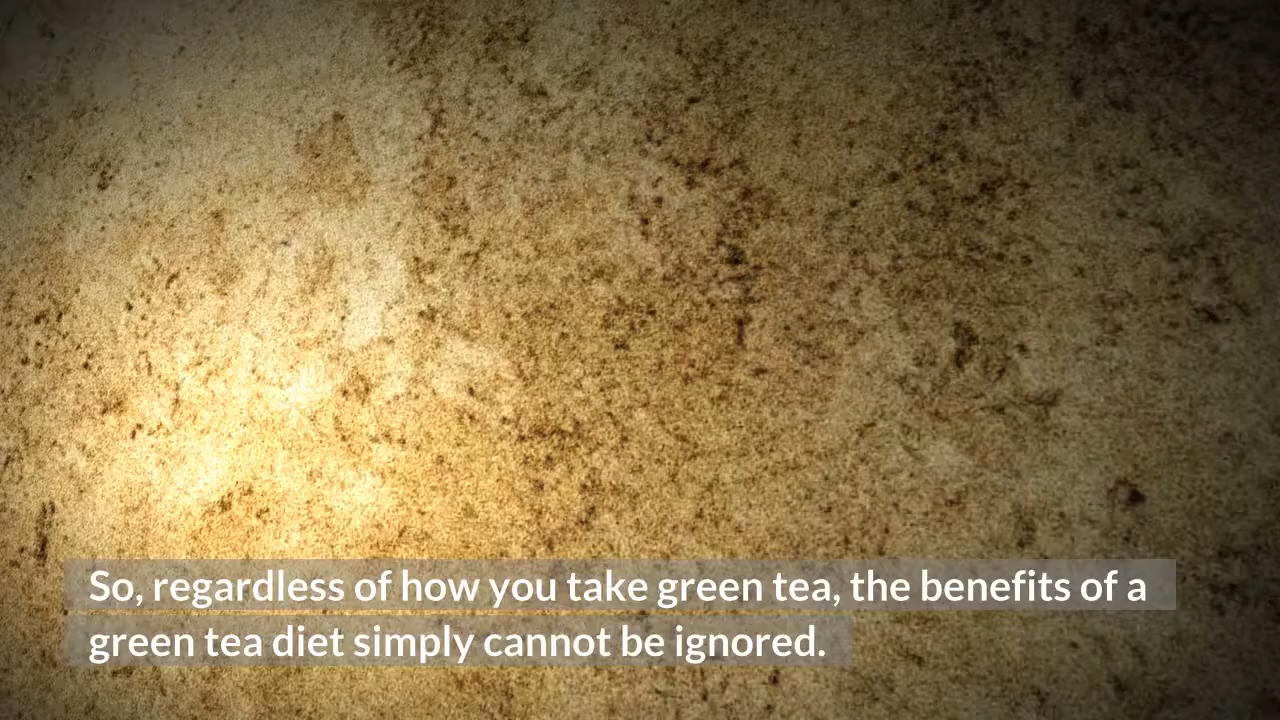 So, regardless of how you take green tea, the benefits of a
green tea diet simply cannot be ignored.